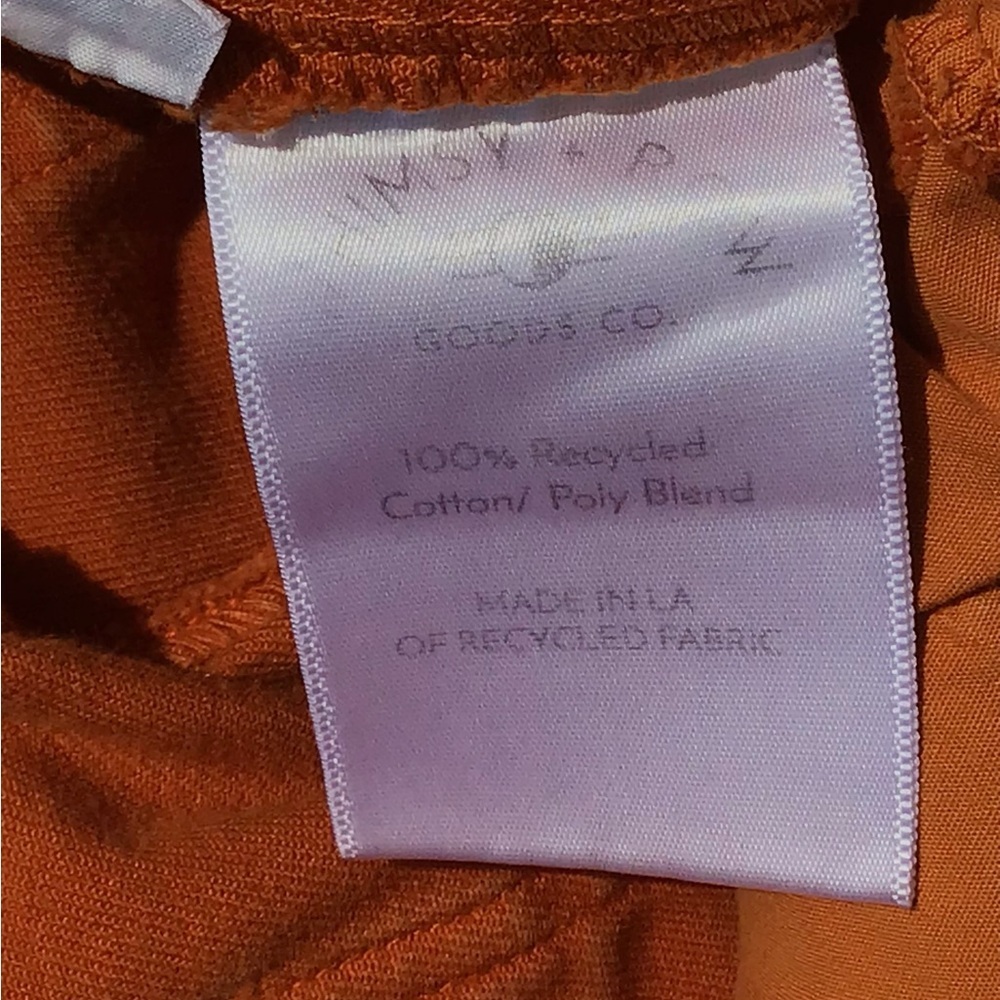 GOODS CO.
100% Recycled
Cotton/ Poly Blend
MADE IN LA
OF RECYCLED FABRIC